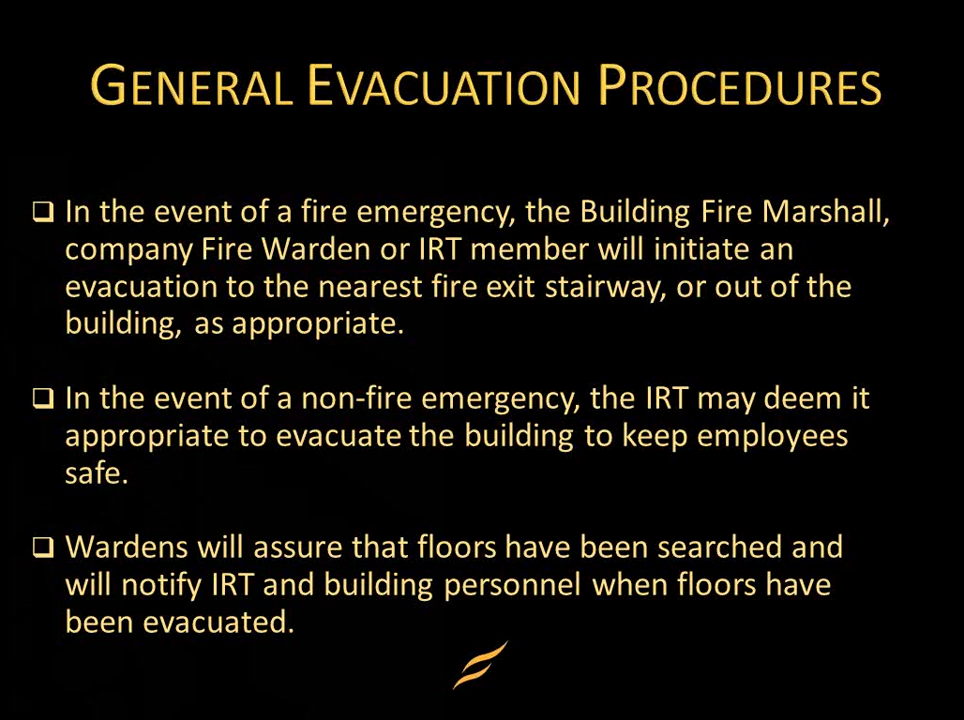 GENERAL EVACUATION PROCEDURES
In the event of a fire emergency, the Building Fire Marshall,
company Fire Warden or IRT member will initiate an
evacuation to the nearest fire exit stairway, or out of the
building, as appropriate.
In the event of a non-fire emergency, the IRT may deem it
appropriate to evacuate the building to keep employees
safe.
Wardens will assure that floors have been searched and
will notify IRT and building personnel when floors have
been evacuated.